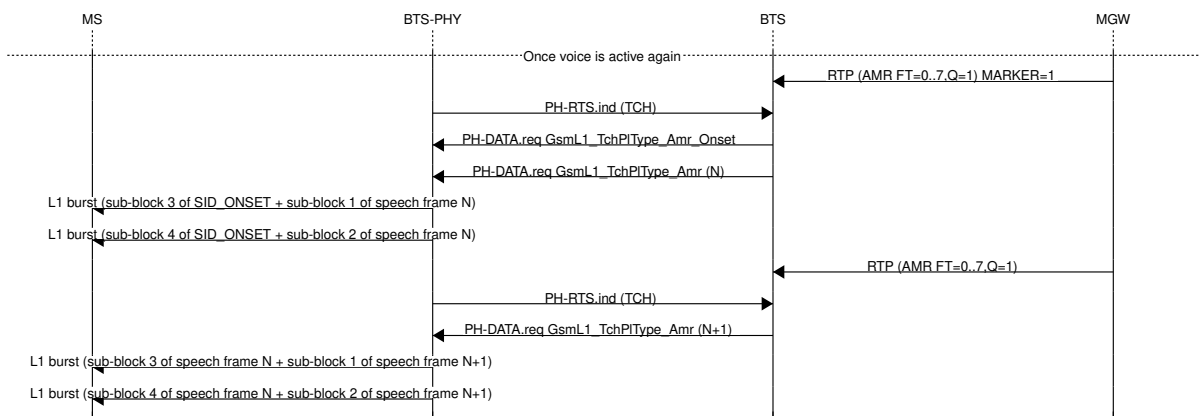 MS BTS-PHY BTS MGW
Once voice is active again
RTP (AMR FT=0..7,Q=1) MARKER=1
PH-RTS.ind (TCH)
PH-DATA.req GsmL1_TchPlType_Amr_Onset
PH-DATA.req GsmL1_TchPlType_Amr (N)
L1 burst (sub-block 3 of SID_ONSET + sub-block 1 of speech frame N)
L1 burst (sub-block 4 of SID_ONSET + sub-block 2 of speech frame N)
RTP (AMR FT=0..7,Q=1)
PH-RTS.ind (TCH)
PH-DATA.req GsmL1_TchPlType_Amr (N+1)
L1 burst (sub-block 3 of speech frame N + sub-block 1 of speech frame N+1)
L1 burst (sub-block 4 of speech frame N + sub-block 2 of speech frame N+1)